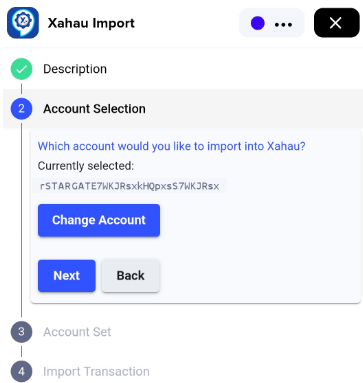 Xahau Import
Description
2 Account Selection
Which account would you like to import into Xahau?
Currently selected:
rSTARGATE7WKJRsxkHQpxsS7WKJRsx
Change Account
Next Back
3 Account Set
4 Import Transaction